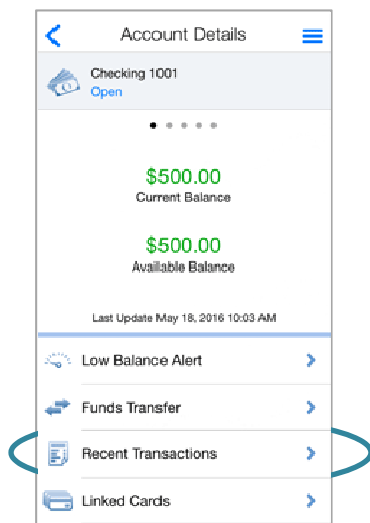 Account Details
Checking 1001
Open
$500.00
Current Balance
$500.00
Available Balance
Last Update May 18, 2016 10:03 AM
Low Balance Alert
Funds Transfer
Recent Transactions
Linked Cards